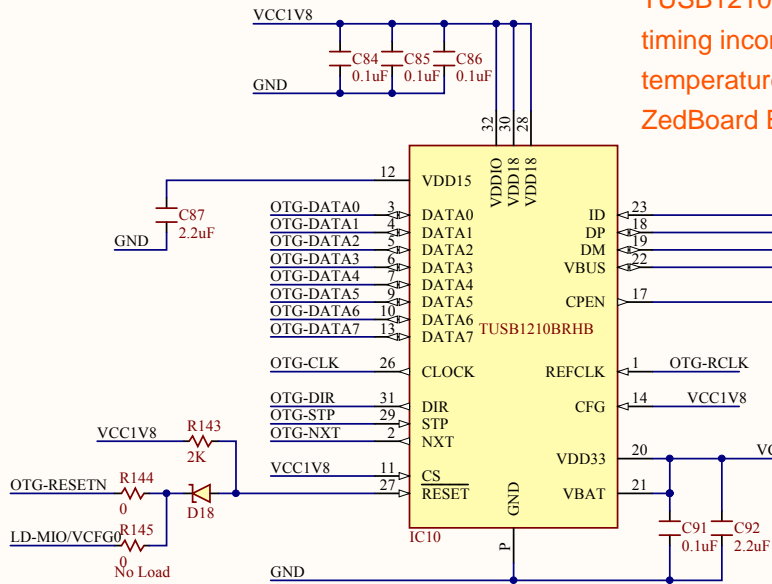 VCC1V8
TUSB1210
timing incor
temperature
ZedBoard E
C84
0.1uF
C85
0.1uF
C86
0.1uF
GND
32
30
28
VDDIO
VDD18
VDD18
12
VDD15
C87
2.2uF
GND
OTG-DATA0 3 DATA0
OTG-DATA1 4 DATA1
OTG-DATA2 5 DATA2
OTG-DATA3 6 DATA3
OTG-DATA4 7 DATA4
OTG-DATA5 9 DATA5
OTG-DATA6 10 DATA6
OTG-DATA7 13 DATA7
ID 23
DP 18
DM 19
VBUS 22
CPEN 17
TUSB1210BRHB
OTG-CLK 26 CLOCK
REFCLK 1 OTG-RCLK
OTG-DIR 31 DIR
OTG-STP 29 STP
OTG-NXT 2 NXT
CFG 14 VCC1V8
VCC1V8
R143
2K
VCC1V8 11 CS
27 RESET
VDD33 20
VBAT 21
OTG-RESETN
R144
0
D18
LD-MIO/VCFG0
R145
0
No Load
GND
P
IC10
C91
0.1uF
C92
2.2uF
GND